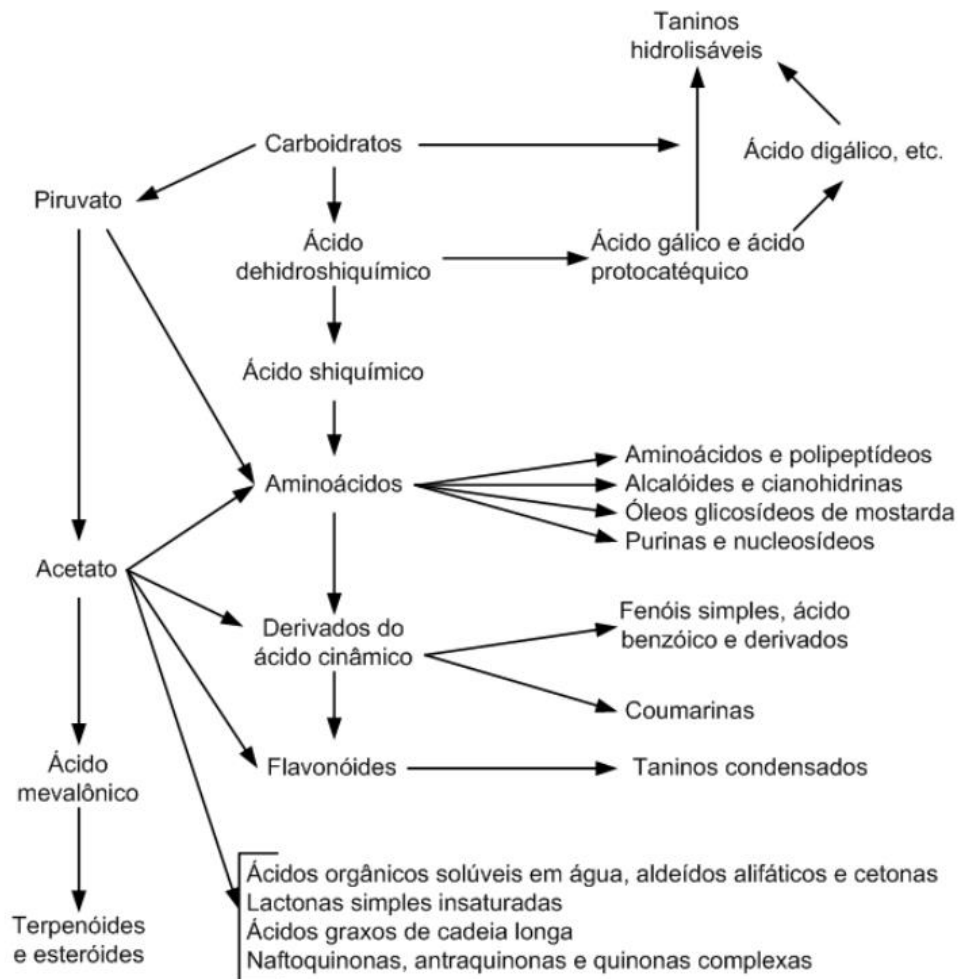 Taninos
hidrolisáveis
Carboidratos
Ácido digálico, etc.
Piruvato
Ácido
dehidroshiquímico
Ácido gálico e ácido
protocatéquico
Ácido shiquímico
Aminoácidos
Aminoácidos e polipeptídeos
Alcalóides e cianohidrinas
Óleos glicosídeos de mostarda
Purinas e nucleosídeos
Acetato
Derivados do
ácido cinâmico
Fenóis simples, ácido
benzóico e derivados
Coumarinas
Ácido
mevalônico
Flavonóides
Taninos condensados
Terpenóides
e esteróides
Ácidos orgânicos solúveis em água, aldeídos alifáticos e cetonas
Lactonas simples insaturadas
Ácidos graxos de cadeia longa
Naftoquinonas, antraquinonas e quinonas complexas